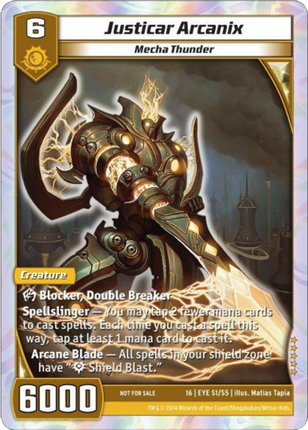 6
Justicar Arcanix
Mecha Thunder
Creature
Blocker, Double Breaker
Spellslinger — You may tap 2 fewer mana cards
to cast spells. Each time you cast a spell this
way, tap at least 1 mana card to cast it.
Arcane Blade — All spells in your shield zone
have " Shield Blast."
6000
NOT FOR SALE
16 | EYE S1/S5 | illus. Matias Tapia
TM & © 2014 Wizards of the Coast/Shogakukan/Mitsui-Kids.